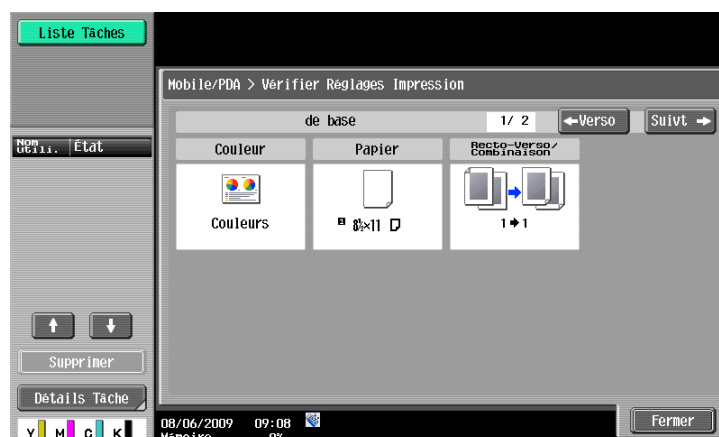 Liste Tâches
Mobile/PDA > Vérifier Réglages Impression
de base
1/ 2
←Verso
Suivt →
Nom Utili.
État
Couleur
Papier
Recto-Verso/
Combinaison
Couleurs
8½×11
1➔1
Supprimer
Détails Tâche
Y M C K
08/06/2009 09:08
Mémoire 0%
Fermer